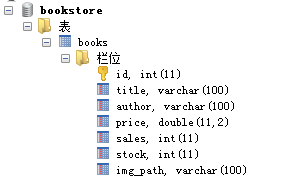 bookstore
表
books
栏位
id, int(11)
title, varchar(100)
author, varchar(100)
price, double(11,2)
sales, int(11)
stock, int(11)
img_path, varchar(100)